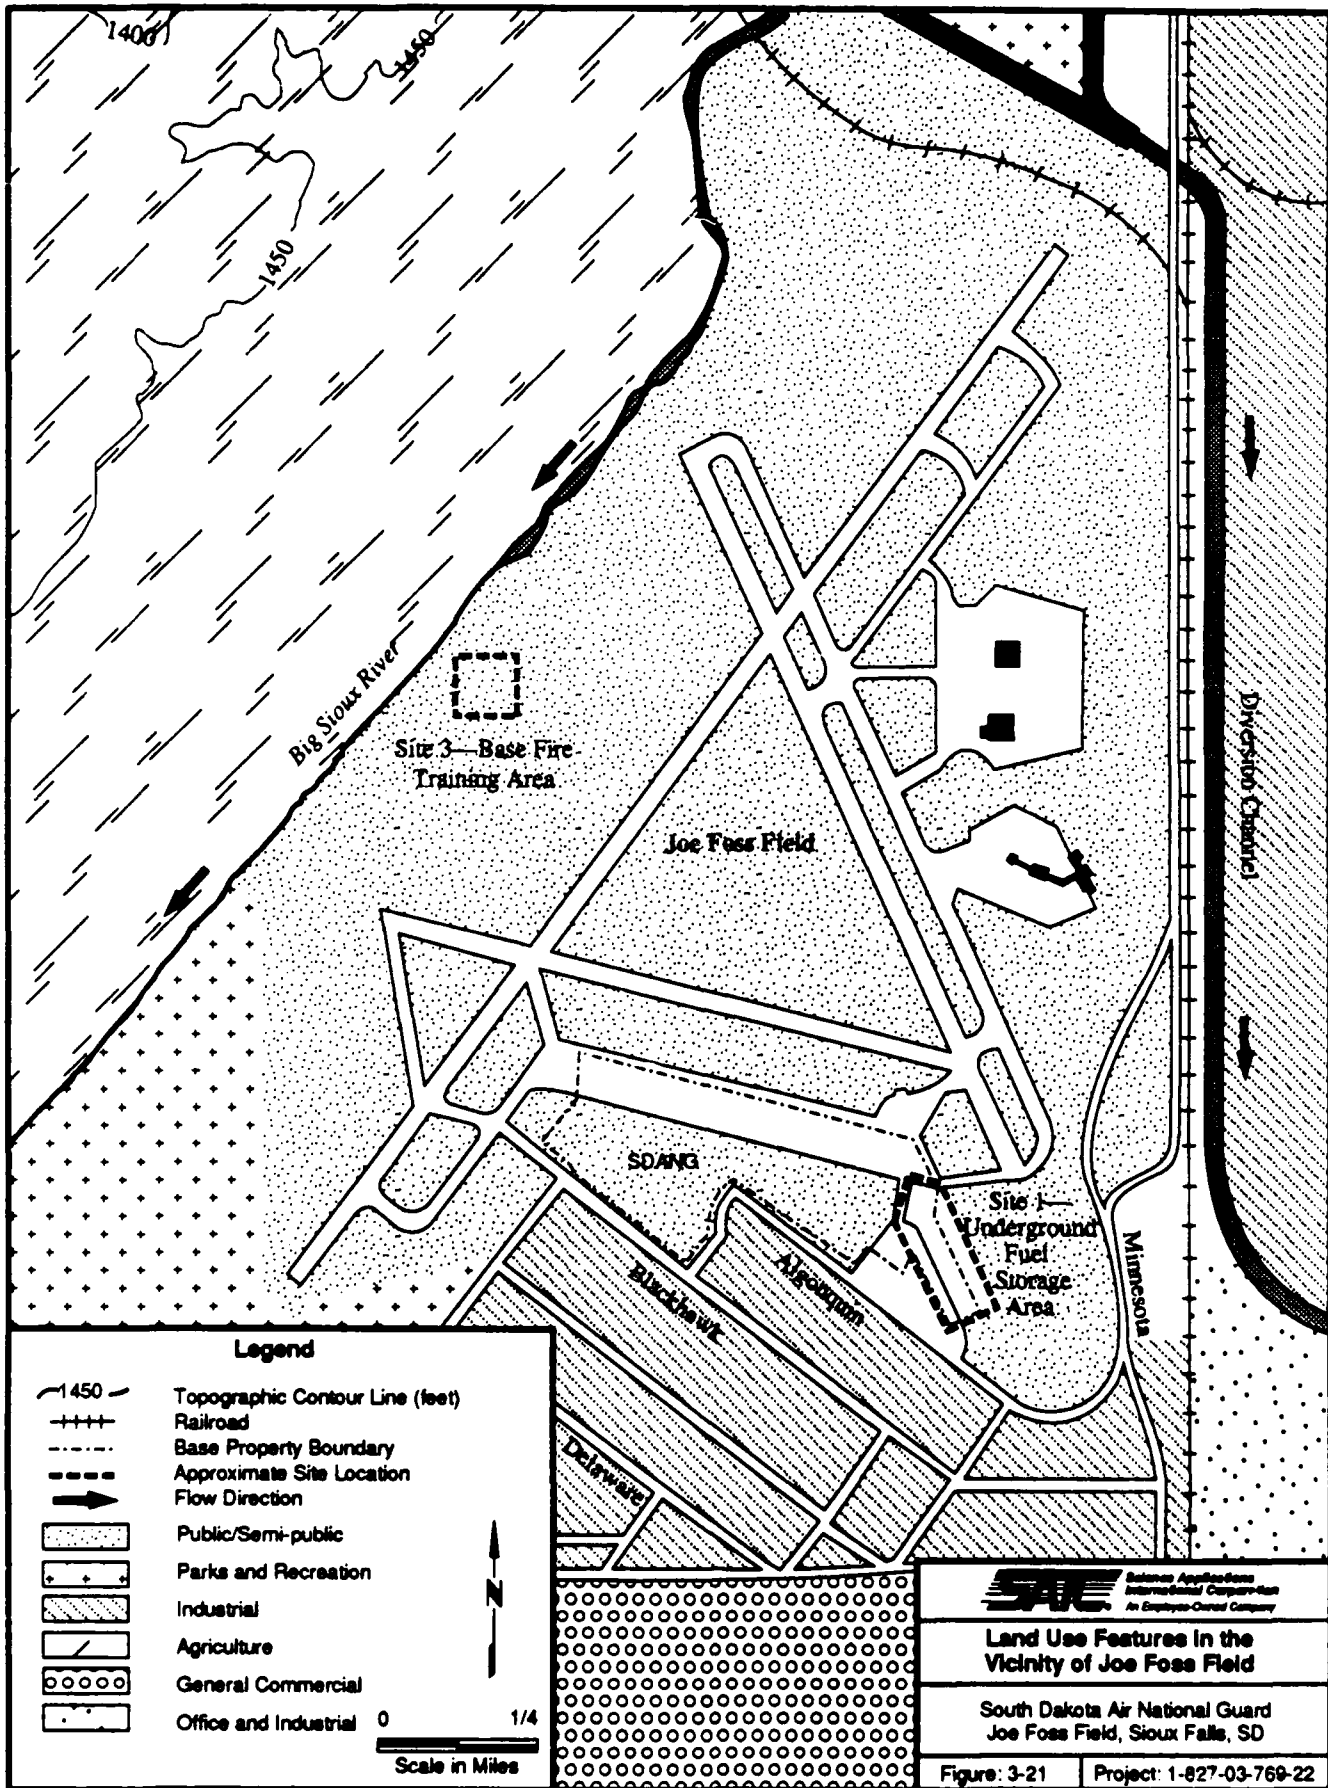 1400
1450
1450
Big Sioux River
Site 3—Base Fire
Training Area
Joe Foss Field
Diversion Channel
SDANG
Site 1—
Underground
Fuel
Storage
Area
Minnesota
Algonquin
Blackhawk
Delaware
Legend
1450 Topographic Contour Line (feet)
Railroad
Base Property Boundary
Approximate Site Location
Flow Direction
Public/Semi-public
Parks and Recreation
Industrial
Agriculture
General Commercial
Office and Industrial
N
0 1/4
Scale in Miles
SAIC
Science Applications
International Corporation
An Employee-Owned Company
Land Use Features in the
Vicinity of Joe Foss Field
South Dakota Air National Guard
Joe Foss Field, Sioux Falls, SD
Figure: 3-21 Project: 1-827-03-769-22